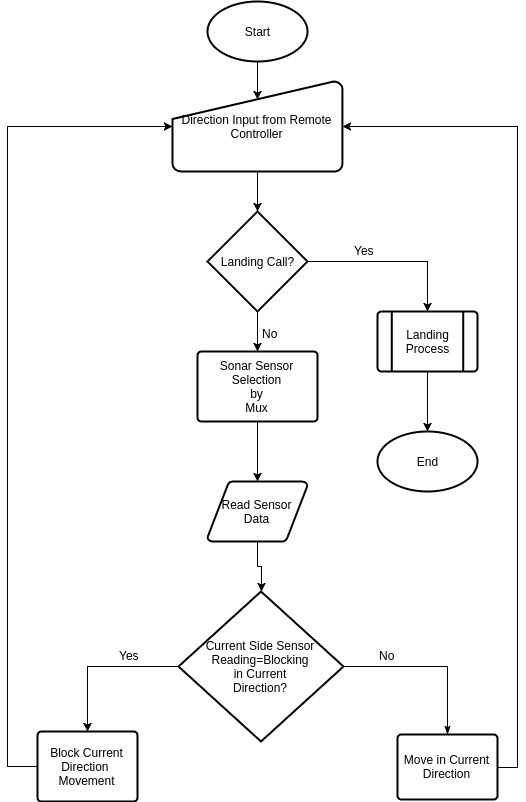 Start
Direction Input from Remote
Controller
Landing Call?
Yes
No
Landing
Process
Sonar Sensor
Selection
by
Mux
End
Read Sensor
Data
Current Side Sensor
Reading=Blocking
in Current
Direction?
Yes
No
Block Current
Direction
Movement
Move in Current
Direction